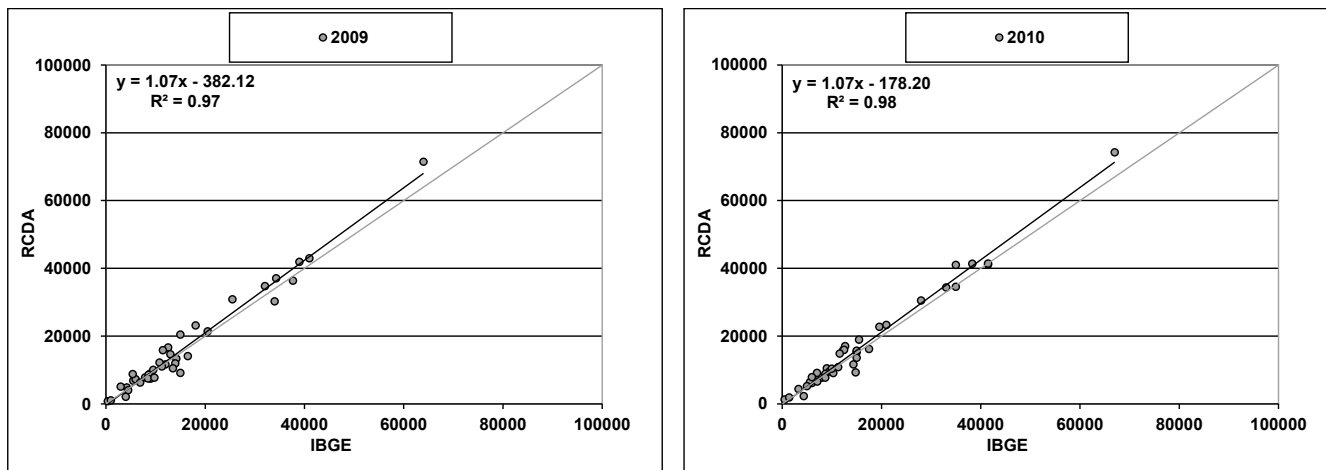 2009
y = 1.07x - 382.12
R² = 0.97
100000
80000
60000
40000
20000
0
RCDA
0 20000 40000 60000 80000 100000
IBGE
2010
y = 1.07x - 178.20
R² = 0.98
100000
80000
60000
40000
20000
0
RCDA
0 20000 40000 60000 80000 100000
IBGE